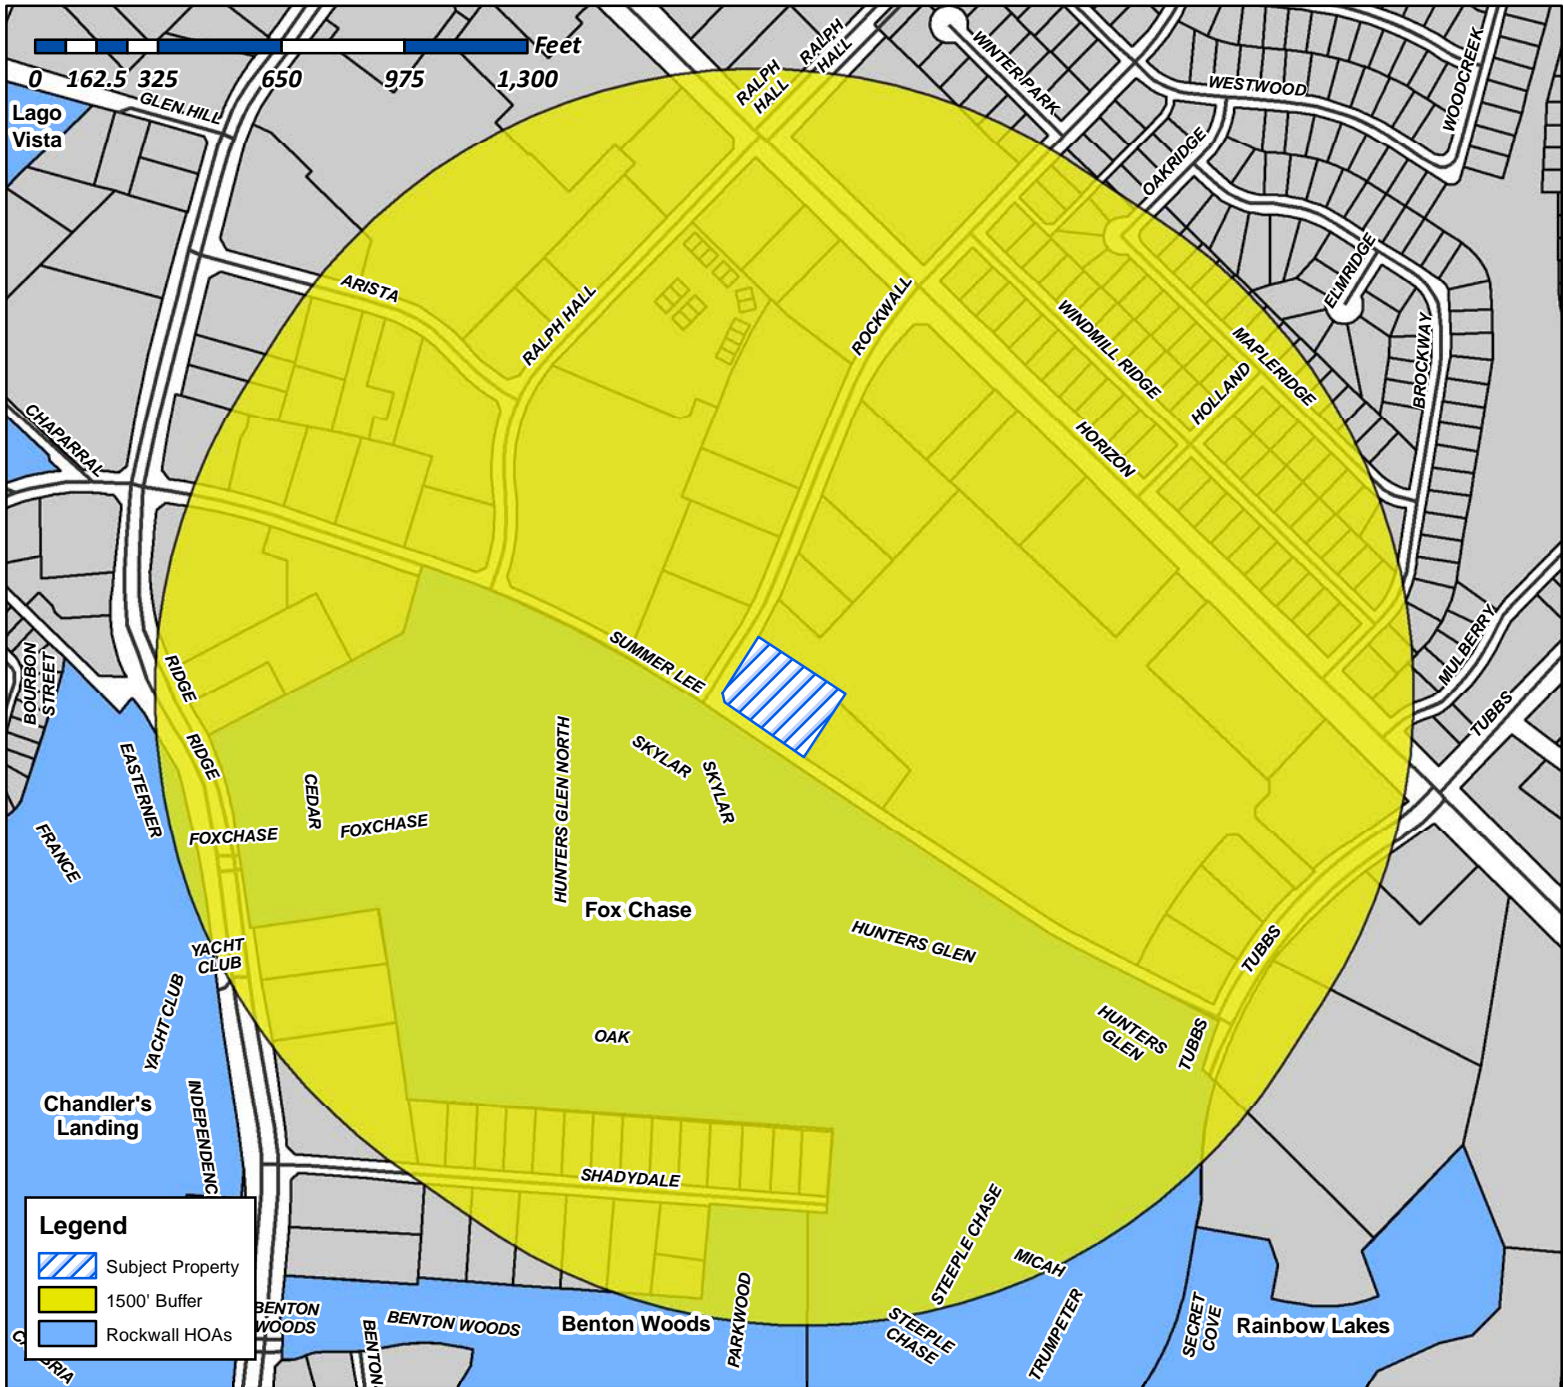 Feet
0 162.5 325 650 975 1,300
RALPH
HALL
RALPH
HALL
WINTER PARK
WESTWOOD
WOODCREEK
GLEN HILL
Lago
Vista
OAKRIDGE
ELMRIDGE
ARISTA
RALPH HALL
ROCKWALL
WINDMILL RIDGE
MAPLERIDGE
HOLLAND
BROCKWAY
CHAPARRAL
HORIZON
MULBERRY
TUBBS
BOURBON
STREET
RIDGE
SUMMER LEE
RIDGE
EASTERNER
CEDAR
HUNTERS GLEN NORTH
SKYLAR
SKYLAR
FOXCHASE
FOXCHASE
FRANCE
Fox Chase
HUNTERS GLEN
YACHT
CLUB
TUBBS
YACHT CLUB
OAK
HUNTERS
GLEN
TUBBS
Chandler's
Landing
INDEPENDENC
SHADYDALE
STEEPLE CHASE
MICAH
Legend
Subject Property
1500' Buffer
Rockwall HOAs
BENTON
WOODS
BENTON WOODS
BENTON
Benton Woods
PARKWOOD
STEEPLE
CHASE
TRUMPETER
SECRET
COVE
Rainbow Lakes